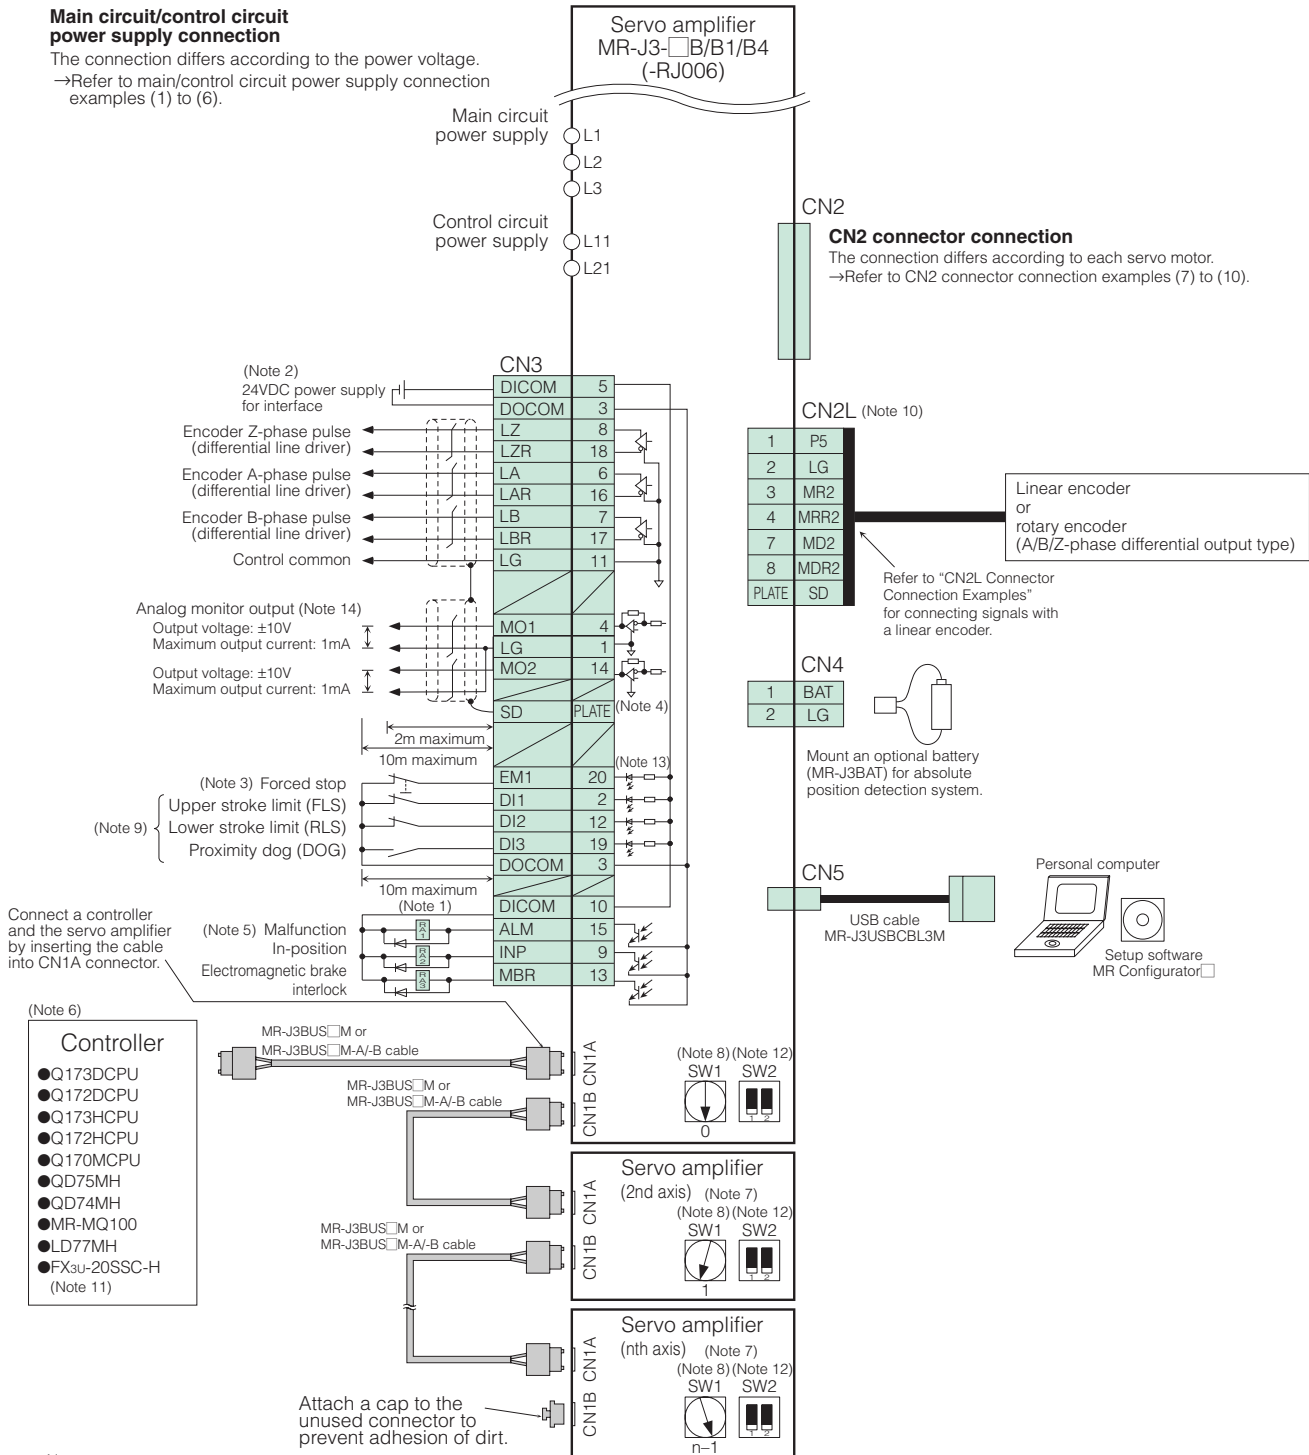 Main circuit/control circuit
power supply connection
The connection differs according to the power voltage.
→Refer to main/control circuit power supply connection
examples (1) to (6).
Servo amplifier
MR-J3-□B/B1/B4
(-RJ006)
Main circuit
power supply
L1
L2
L3
Control circuit
power supply
L11
L21
CN2
CN2 connector connection
The connection differs according to each servo motor.
→Refer to CN2 connector connection examples (7) to (10).
CN3
(Note 2)
24VDC power supply
for interface
DICOM 5
DOCOM 3
Encoder Z-phase pulse
(differential line driver)
LZ 8
LZR 18
Encoder A-phase pulse
(differential line driver)
LA 6
LAR 16
Encoder B-phase pulse
(differential line driver)
LB 7
LBR 17
Control common
LG 11
Analog monitor output (Note 14)
Output voltage: ±10V
Maximum output current: 1mA
MO1 4
LG 1
Output voltage: ±10V
Maximum output current: 1mA
MO2 14
SD PLATE
(Note 4)
2m maximum
10m maximum
(Note 13)
(Note 3) Forced stop
EM1 20
(Note 9)
Upper stroke limit (FLS)
DI1 2
Lower stroke limit (RLS)
DI2 12
Proximity dog (DOG)
DI3 19
DOCOM 3
10m maximum
(Note 1)
DICOM 10
(Note 5) Malfunction
RA1
ALM 15
In-position
RA2
INP 9
Electromagnetic brake
interlock
RA3
MBR 13
CN2L (Note 10)
1 P5
2 LG
3 MR2
4 MRR2
7 MD2
8 MDR2
PLATE SD
Linear encoder
or
rotary encoder
(A/B/Z-phase differential output type)
Refer to “CN2L Connector
Connection Examples”
for connecting signals with
a linear encoder.
CN4
1 BAT
2 LG
Mount an optional battery
(MR-J3BAT) for absolute
position detection system.
CN5
USB cable
MR-J3USBCBL3M
Personal computer
Setup software
MR Configurator□
Connect a controller
and the servo amplifier
by inserting the cable
into CN1A connector.
(Note 6)
Controller
●Q173DCPU
●Q172DCPU
●Q173HCPU
●Q172HCPU
●Q170MCPU
●QD75MH
●QD74MH
●MR-MQ100
●LD77MH
●FX3U-20SSC-H
(Note 11)
MR-J3BUS□M or
MR-J3BUS□M-A/-B cable
CN1A
MR-J3BUS□M or
MR-J3BUS□M-A/-B cable
CN1B
(Note 8) (Note 12)
SW1 SW2
1 2
0
Servo amplifier
(2nd axis) (Note 7)
(Note 8) (Note 12)
SW1 SW2
1 2
1
CN1A
CN1B
MR-J3BUS□M or
MR-J3BUS□M-A/-B cable
Servo amplifier
(nth axis) (Note 7)
(Note 8) (Note 12)
SW1 SW2
1 2
n–1
CN1A
CN1B
Attach a cap to the
unused connector to
prevent adhesion of dirt.